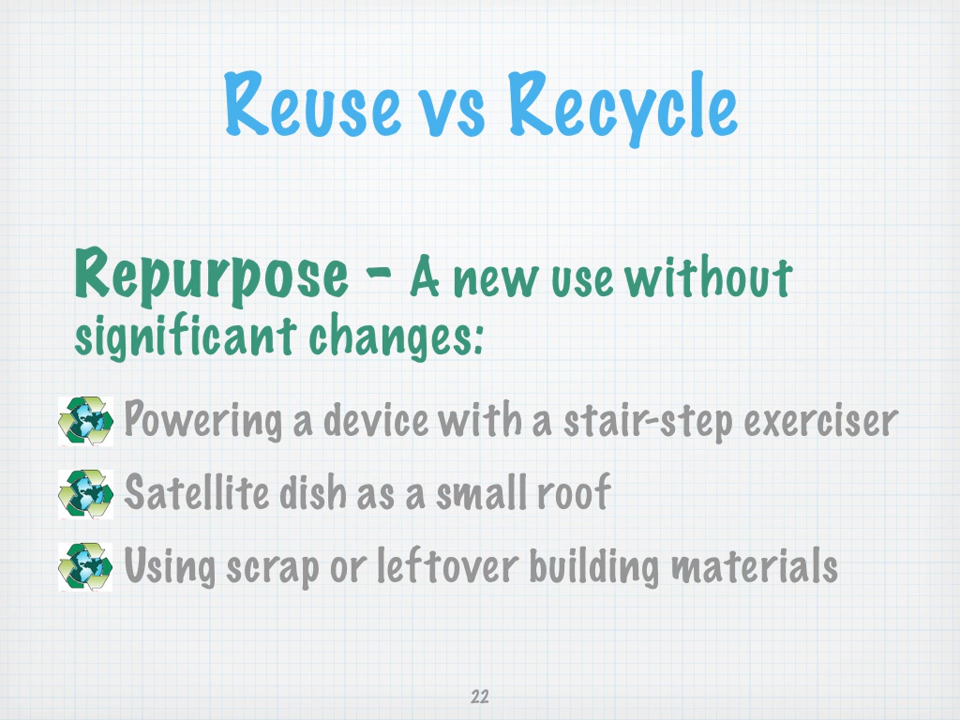 Reuse vs Recycle
Repurpose - A new use without
significant changes:
Powering a device with a stair-step exerciser
Satellite dish as a small roof
Using scrap or leftover building materials
22